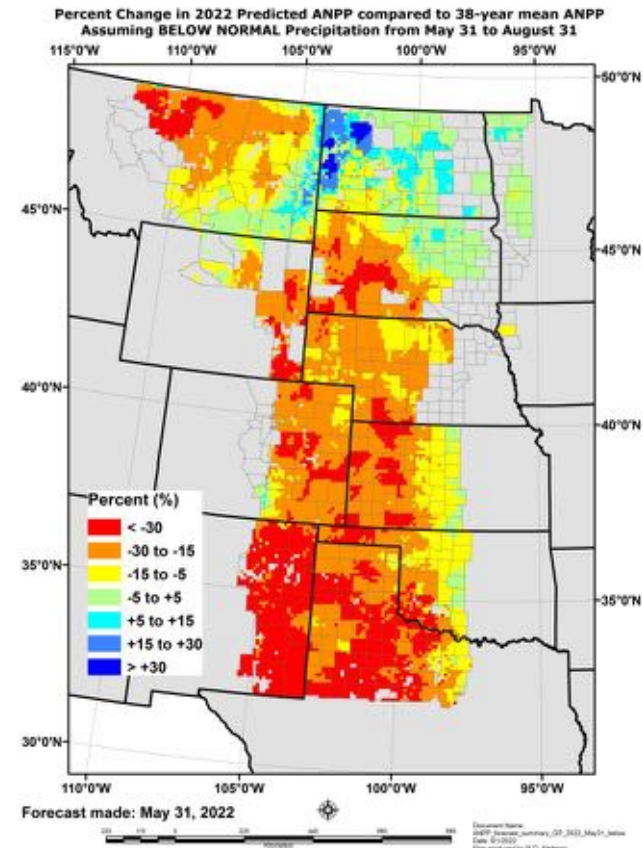 Percent Change in 2022 Predicted ANPP compared to 38-year mean ANPP
Assuming BELOW NORMAL Precipitation from May 31 to August 31
115°0'W 110°0'W 105°0'W 100°0'W 95°0'W
50°0'N
45°0'N
45°0'N
40°0'N
40°0'N
Percent (%)
< -30
-30 to -15
-15 to -5
-5 to +5
+5 to +15
+15 to +30
> +30
35°0'N
35°0'N
30°0'N
110°0'W 105°0'W 100°0'W 95°0'W
Forecast made: May 31, 2022
Document Name: